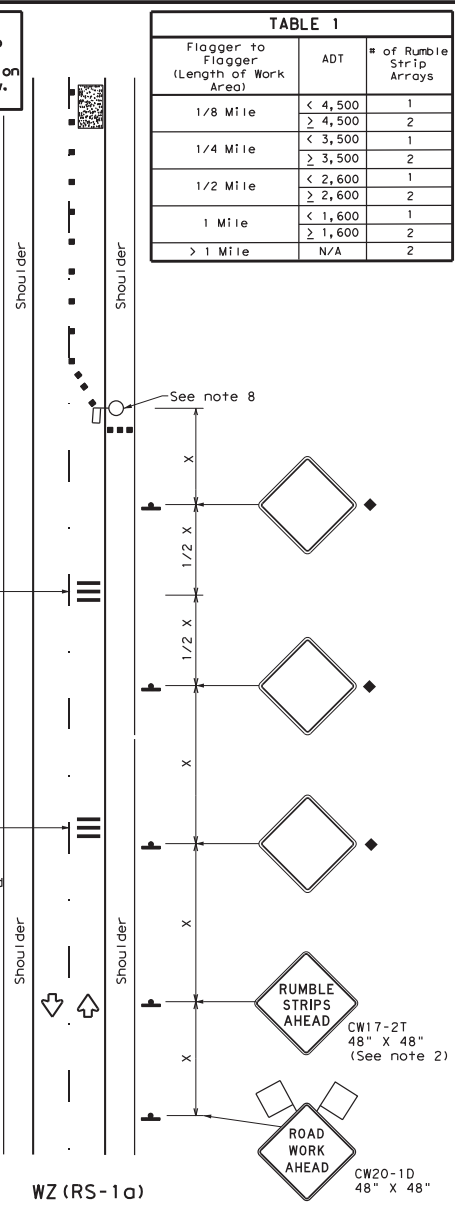 on
TABLE 1
Flagger to
Flagger
(Length of Work
Area)
ADT
# of Rumble
Strip
Arrays
1/8 Mile
< 4,500 1
≥ 4,500 2
1/4 Mile
< 3,500 1
≥ 3,500 2
1/2 Mile
< 2,600 1
≥ 2,600 2
1 Mile
< 1,600 1
≥ 1,600 2
> 1 Mile N/A 2
Shoulder
Shoulder
See note 8
X
1/2 X
1/2 X
X
X
X
Shoulder
Shoulder
RUMBLE
STRIPS
AHEAD
CW17-2T
48" X 48"
(See note 2)
ROAD
WORK
AHEAD
CW20-1D
48" X 48"
WZ(RS-1a)